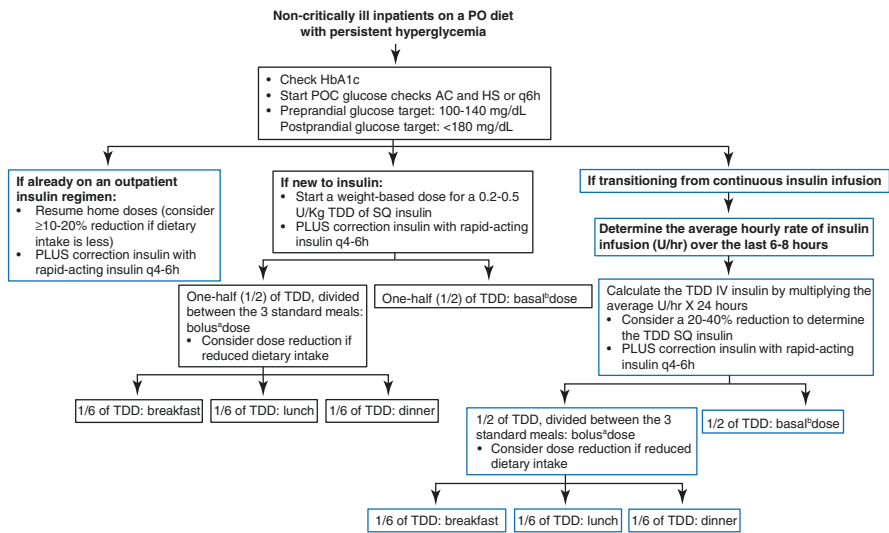 Non-critically ill inpatients on a PO diet
with persistent hyperglycemia
• Check HbA1c
• Start POC glucose checks AC and HS or q6h
• Preprandial glucose target: 100-140 mg/dL
Postprandial glucose target: <180 mg/dL
If already on an outpatient
insulin regimen:
• Resume home doses (consider
≥10-20% reduction if dietary
intake is less)
• PLUS correction insulin with
rapid-acting insulin q4-6h
If new to insulin:
• Start a weight-based dose for a 0.2-0.5
U/Kg TDD of SQ insulin
• PLUS correction insulin with rapid-acting
insulin q4-6h
One-half (1/2) of TDD, divided
between the 3 standard meals:
bolusᵃdose
• Consider dose reduction if
reduced dietary intake
One-half (1/2) of TDD: basalᵇdose
1/6 of TDD: breakfast
1/6 of TDD: lunch
1/6 of TDD: dinner
If transitioning from continuous insulin infusion
Determine the average hourly rate of insulin
infusion (U/hr) over the last 6-8 hours
Calculate the TDD IV insulin by multiplying the
average U/hr X 24 hours
• Consider a 20-40% reduction to determine
the TDD SQ insulin
• PLUS correction insulin with rapid-acting
insulin q4-6h
1/2 of TDD, divided between the 3
standard meals: bolusᵃdose
• Consider dose reduction if reduced
dietary intake
1/2 of TDD: basalᵇdose
1/6 of TDD: breakfast
1/6 of TDD: lunch
1/6 of TDD: dinner